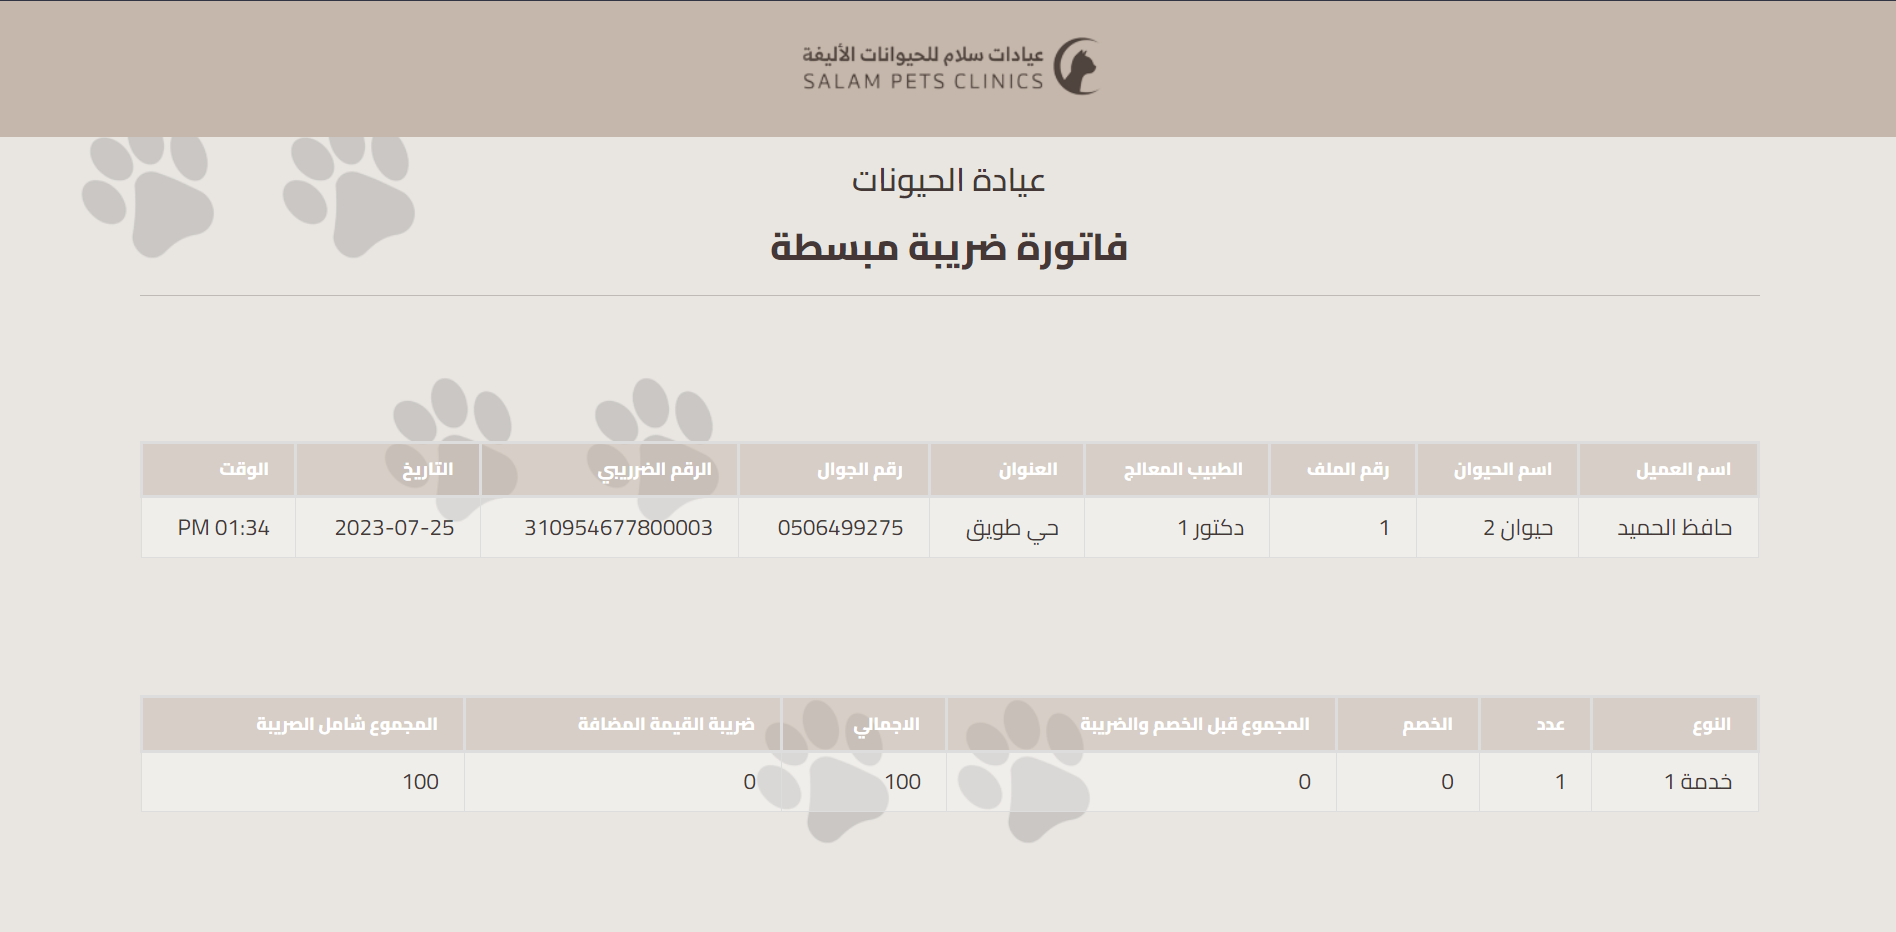 عيادات سلام للحيوانات الأليفة
SALAM PETS CLINICS
عيادة الحيونات
فاتورة ضريبة مبسطة
اسم العميل اسم الحيوان رقم الملف الطبيب المعالج العنوان رقم الجوال الرقم الضرريبي التاريخ الوقت
حافظ الحميد حيوان 2 1 دكتور 1 حي طويق 0506499275 310954677800003 2023-07-25 01:34 PM
النوع عدد الخصم المجموع قبل الخصم والضريبة الاجمالي ضريبة القيمة المضافة المجموع شامل الصريبة
خدمة 1 1 0 0 100 0 100